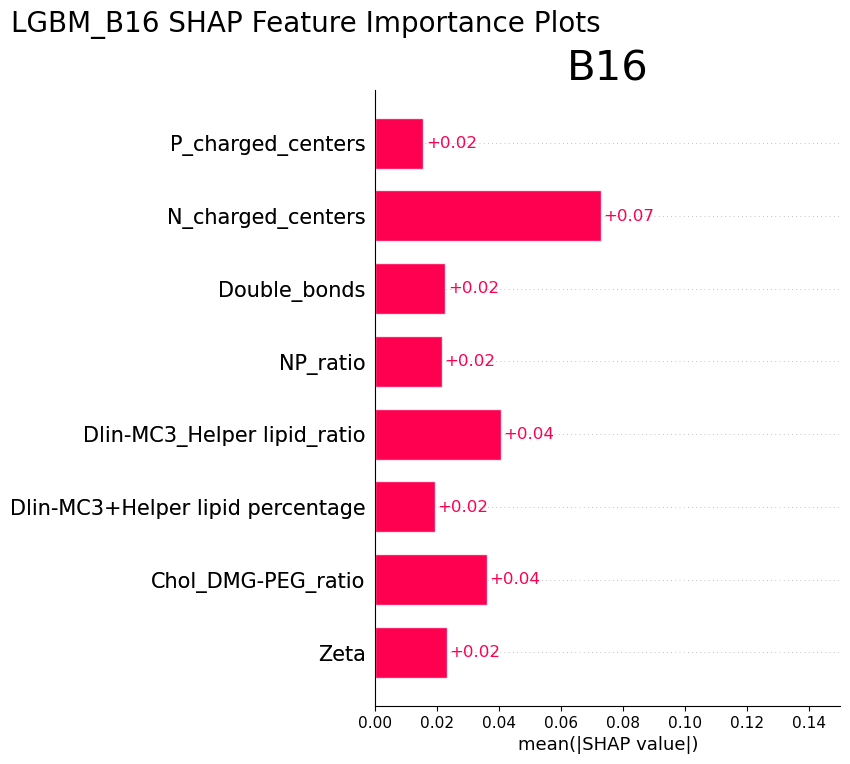 LGBM_B16 SHAP Feature Importance Plots
B16
P_charged_centers
+0.02
N_charged_centers
+0.07
Double_bonds
+0.02
NP_ratio
+0.02
Dlin-MC3_Helper lipid_ratio
+0.04
Dlin-MC3+Helper lipid percentage
+0.02
Chol_DMG-PEG_ratio
+0.04
Zeta
+0.02
0.00 0.02 0.04 0.06 0.08 0.10 0.12 0.14
mean(|SHAP value|)